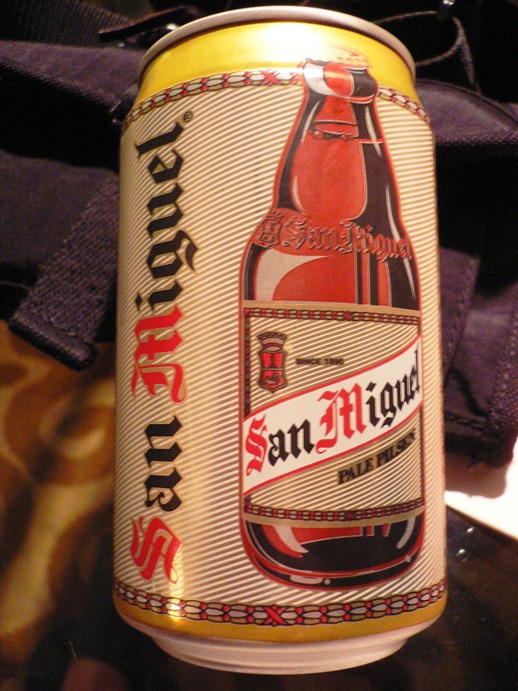 San Miguel®
San Miguel
SINCE 1890
San Miguel
PALE PILSEN